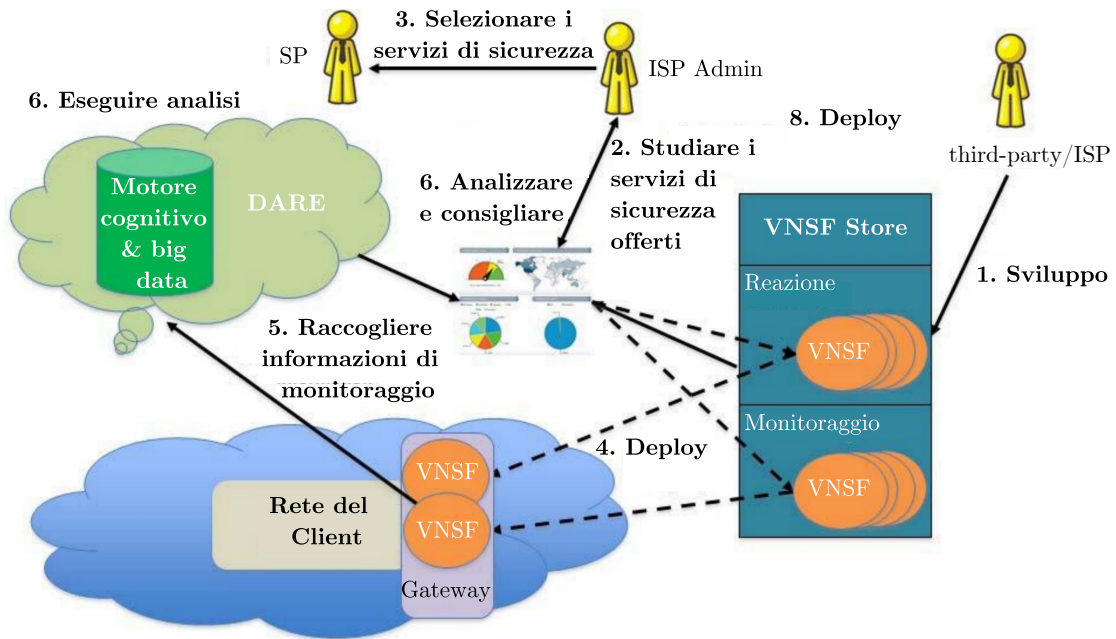 3. Selezionare i
servizi di sicurezza
SP
ISP Admin
6. Eseguire analisi
8. Deploy
third-party/ISP
2. Studiare i
servizi di
sicurezza
offerti
6. Analizzare
e consigliare
Motore
cognitivo
& big
data
DARE
VNSF Store
1. Sviluppo
Reazione
VNSF
5. Raccogliere
informazioni di
monitoraggio
Monitoraggio
VNSF
4. Deploy
VNSF
Rete del
Client
VNSF
Gateway